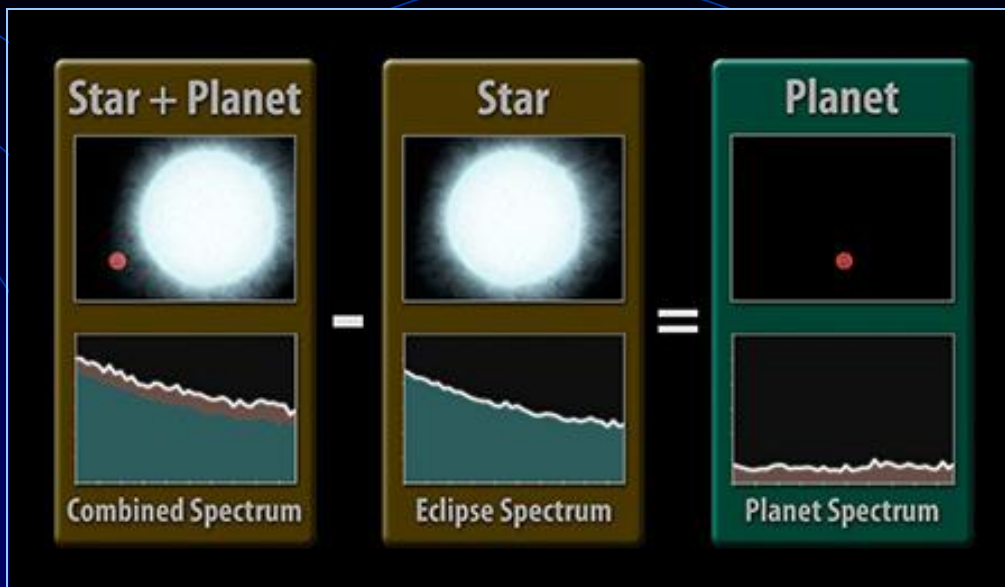 Star + Planet
Star
Planet
-
=
Combined Spectrum
Eclipse Spectrum
Planet Spectrum